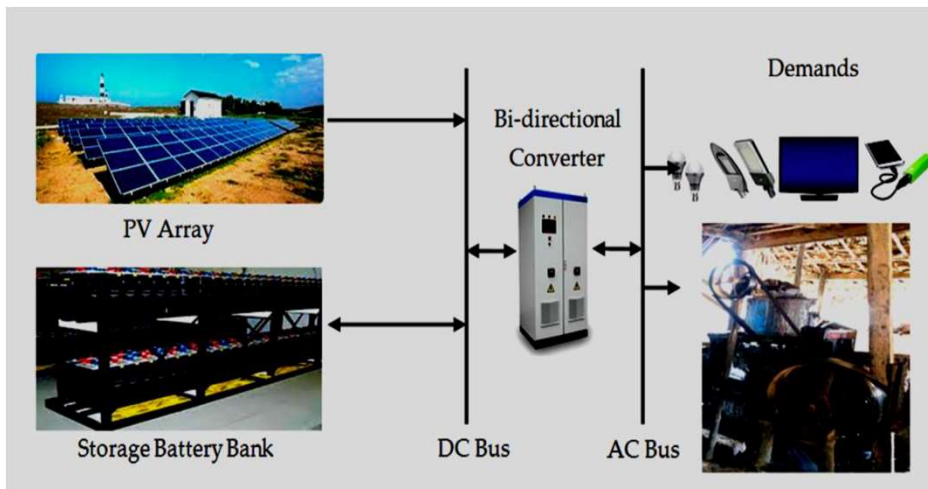 Demands
Bi-directional
Converter
PV Array
Storage Battery Bank
DC Bus
AC Bus